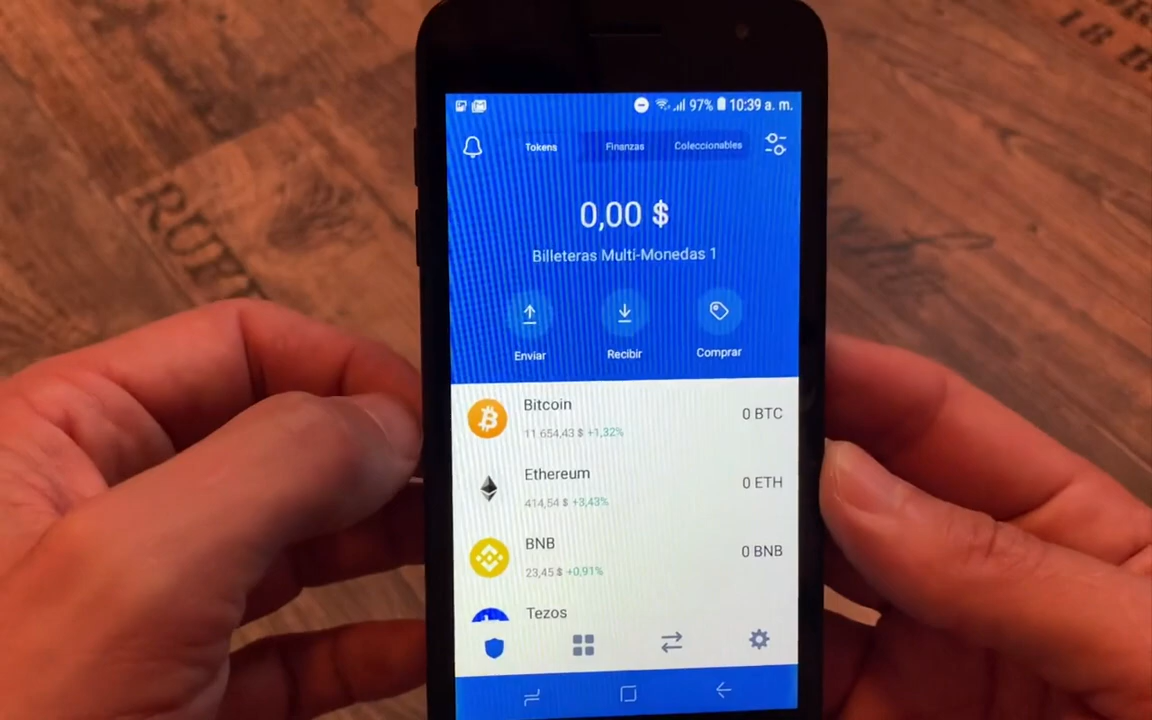 18 B
RUFI
97% 10:39 a. m.
Tokens Finanzas Coleccionables
0,00 $
Billeteras Multi-Monedas 1
Enviar Recibir Comprar
Bitcoin
0 BTC
11 654,43 $ +1,32%
Ethereum
0 ETH
414,54 $ +3,43%
BNB
0 BNB
23,45 $ +0,91%
Tezos